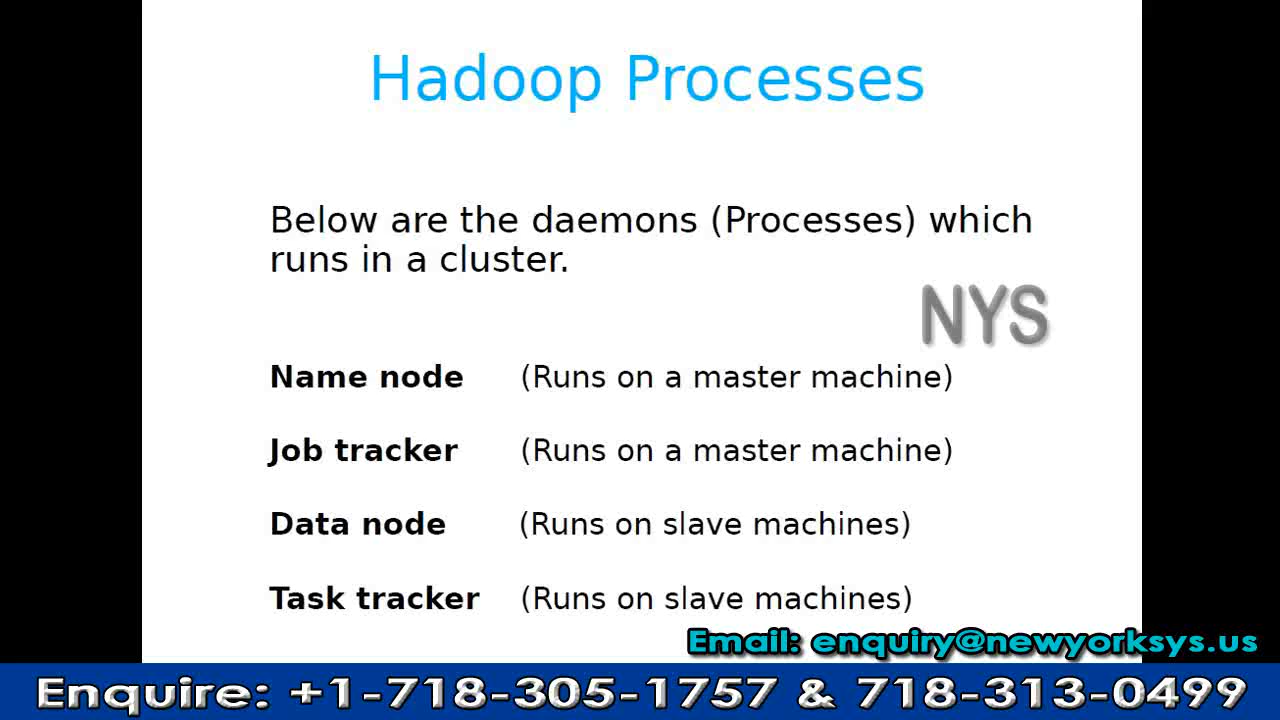 Hadoop Processes
Below are the daemons (Processes) which
runs in a cluster.
NYS
Name node (Runs on a master machine)
Job tracker (Runs on a master machine)
Data node (Runs on slave machines)
Task tracker (Runs on slave machines)
Email: enquiry@newyorksys.us
Enquire: +1-718-305-1757 & 718-313-0499